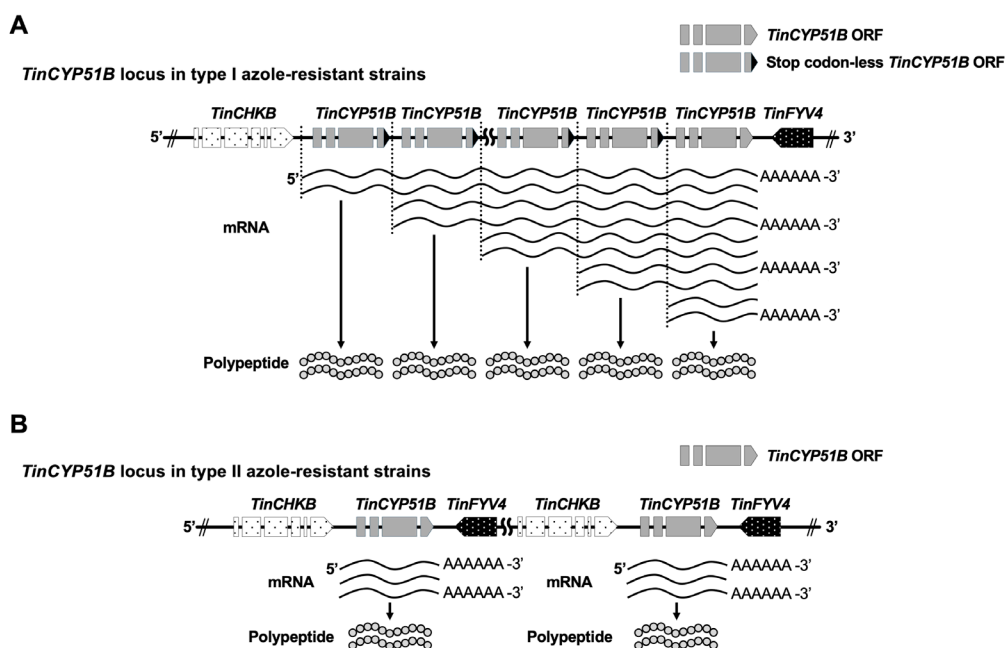 A
TinCYP51B ORF
Stop codon-less TinCYP51B ORF
TinCYP51B locus in type I azole-resistant strains
TinCHKB TinCYP51B TinCYP51B TinCYP51B TinCYP51B TinCYP51B TinFYV4
5’ 3’
5’ AAAAAA -3’
mRNA AAAAAA -3’
AAAAAA -3’
AAAAAA -3’
Polypeptide
B
TinCYP51B ORF
TinCYP51B locus in type II azole-resistant strains
TinCHKB TinCYP51B TinFYV4 TinCHKB TinCYP51B TinFYV4
5’ 3’
5’ AAAAAA -3’ 5’ AAAAAA -3’
mRNA mRNA
AAAAAA -3’ AAAAAA -3’
Polypeptide Polypeptide